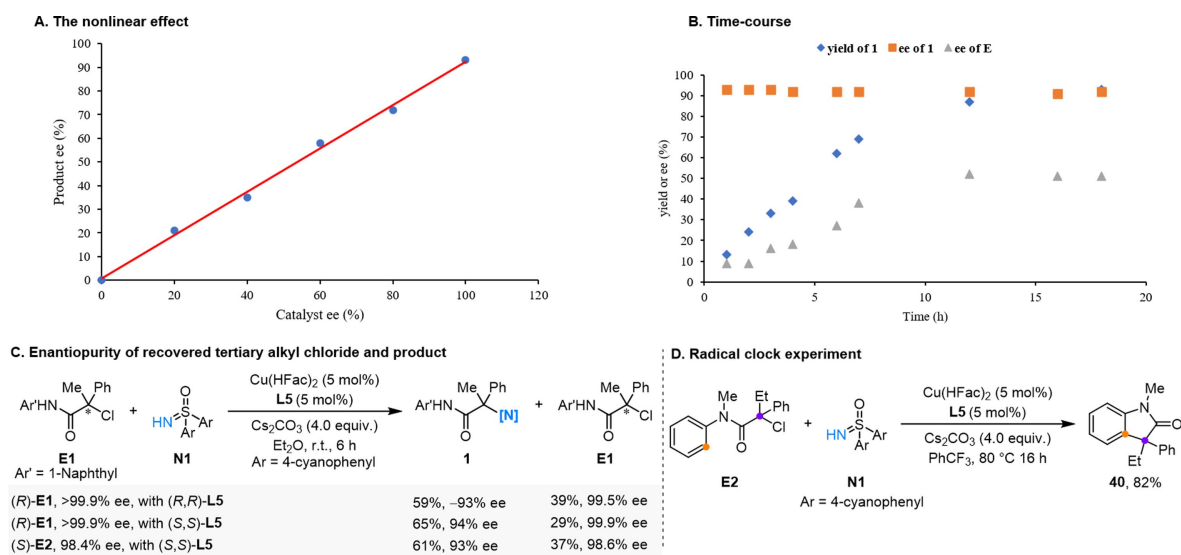 A. The nonlinear effect
100
90
80
70
60
50
40
30
20
10
0
Product ee (%)
0 20 40 60 80 100 120
Catalyst ee (%)
B. Time-course
yield of 1 ee of 1 ee of E
100
90
80
70
60
50
40
30
20
10
0
yield or ee (%)
0 5 10 15 20
Time (h)
C. Enantiopurity of recovered tertiary alkyl chloride and product
Me Ph
Ar'HN * Cl
O
E1
Ar' = 1-Naphthyl
+
O
HN S Ar
Ar
N1
Cu(HFac)2 (5 mol%)
L5 (5 mol%)
Cs2CO3 (4.0 equiv.)
Et2O, r.t., 6 h
Ar = 4-cyanophenyl
Me Ph
Ar'HN [N]
O
1
+
Me Ph
Ar'HN * Cl
O
E1
(R)-E1, >99.9% ee, with (R,R)-L5 59%, –93% ee 39%, 99.5% ee
(R)-E1, >99.9% ee, with (S,S)-L5 65%, 94% ee 29%, 99.9% ee
(S)-E2, 98.4% ee, with (S,S)-L5 61%, 93% ee 37%, 98.6% ee
D. Radical clock experiment
Me Et
N Ph
Cl
O
E2
+
O
HN S Ar
Ar
N1
Ar = 4-cyanophenyl
Cu(HFac)2 (5 mol%)
L5 (5 mol%)
Cs2CO3 (4.0 equiv.)
PhCF3, 80 °C 16 h
Me
N
O
Et Ph
40, 82%